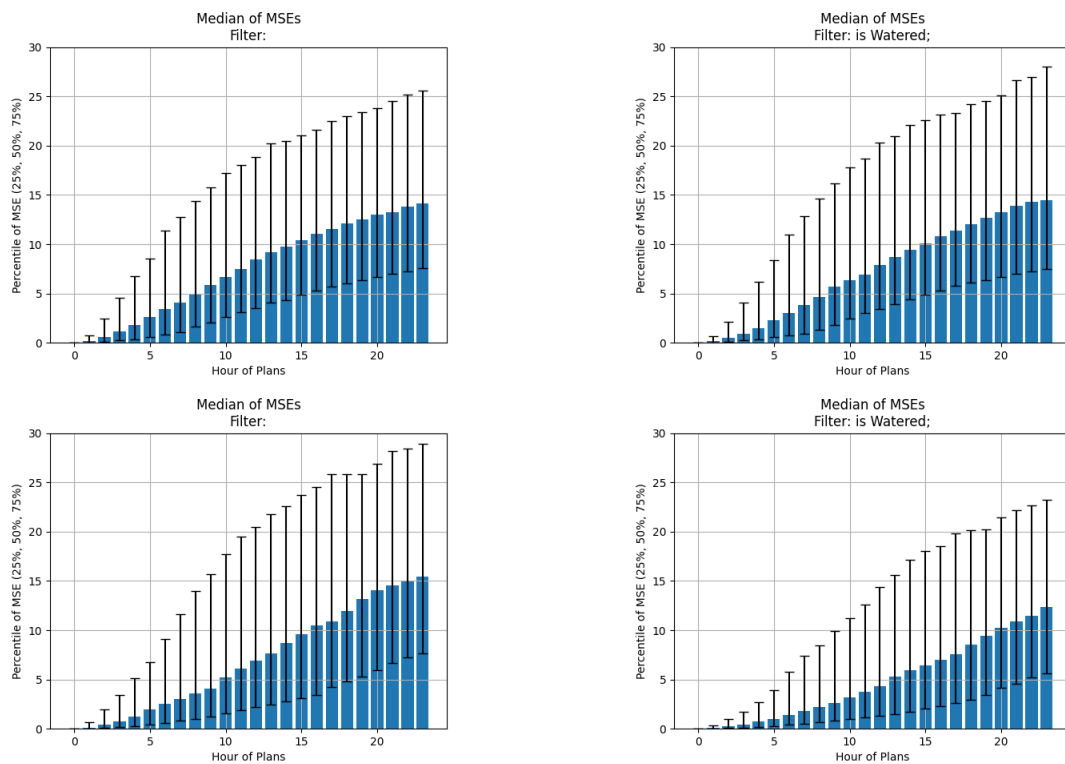 Median of MSEs
Filter:
Percentile of MSE (25%, 50%, 75%)
30
25
20
15
10
5
0
0 5 10 15 20
Hour of Plans
Median of MSEs
Filter: is Watered;
Percentile of MSE (25%, 50%, 75%)
30
25
20
15
10
5
0
0 5 10 15 20
Hour of Plans
Median of MSEs
Filter:
Percentile of MSE (25%, 50%, 75%)
30
25
20
15
10
5
0
0 5 10 15 20
Hour of Plans
Median of MSEs
Filter: is Watered;
Percentile of MSE (25%, 50%, 75%)
30
25
20
15
10
5
0
0 5 10 15 20
Hour of Plans